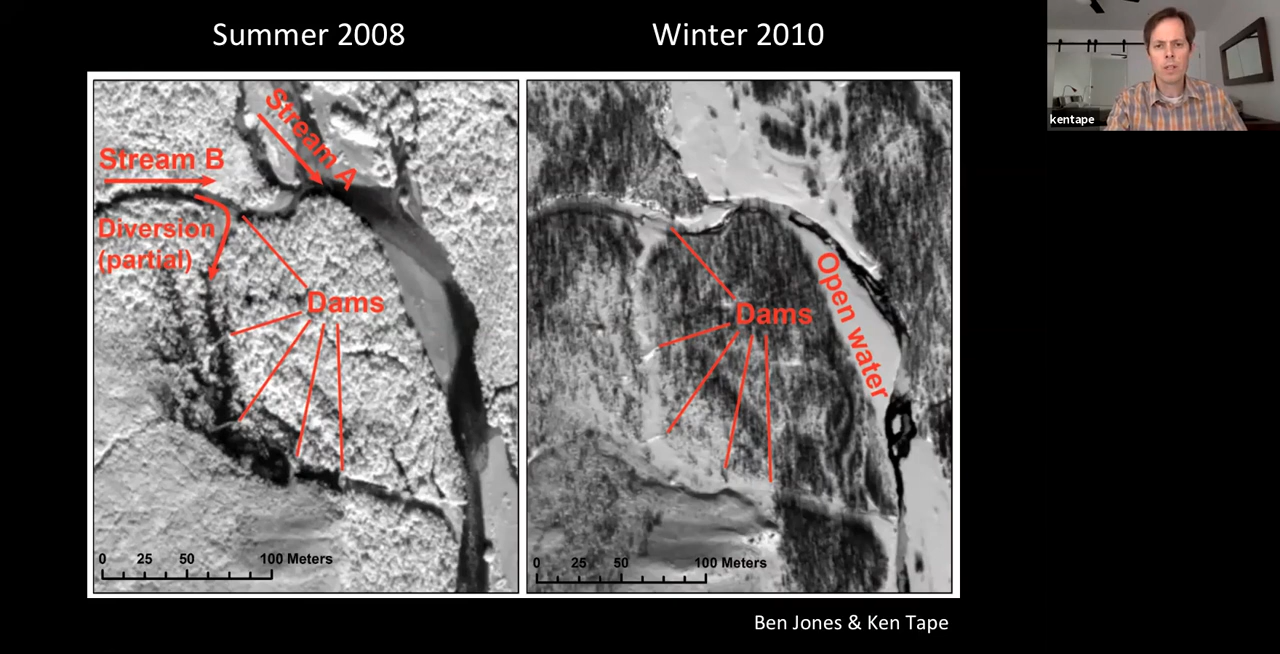 Summer 2008
Winter 2010
kentape
Stream A
Stream B
Diversion
(partial)
Dams
0 25 50 100 Meters
Dams
Open water
0 25 50 100 Meters
Ben Jones & Ken Tape